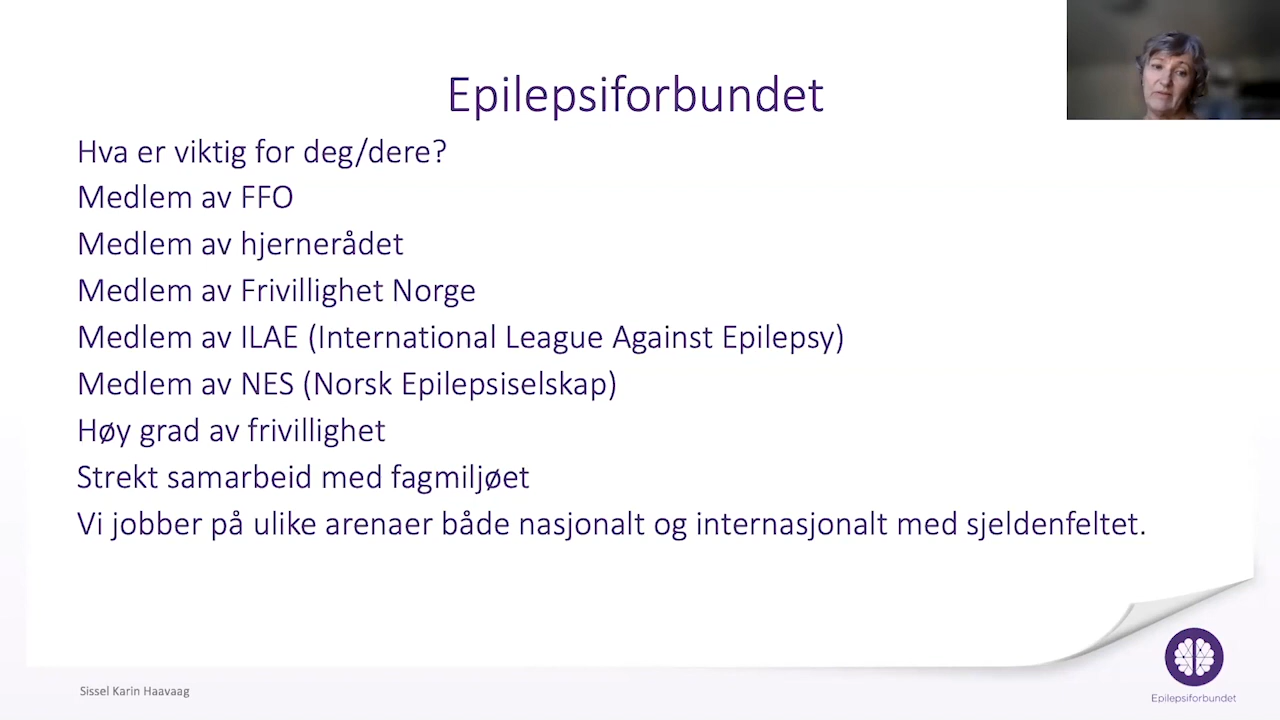 Epilepsiforbundet
Hva er viktig for deg/dere?
Medlem av FFO
Medlem av hjernerådet
Medlem av Frivillighet Norge
Medlem av ILAE (International League Against Epilepsy)
Medlem av NES (Norsk Epilepsiselskap)
Høy grad av frivillighet
Strekt samarbeid med fagmiljøet
Vi jobber på ulike arenaer både nasjonalt og internasjonalt med sjeldenfeltet.
Sissel Karin Haavaag
Epilepsiforbundet